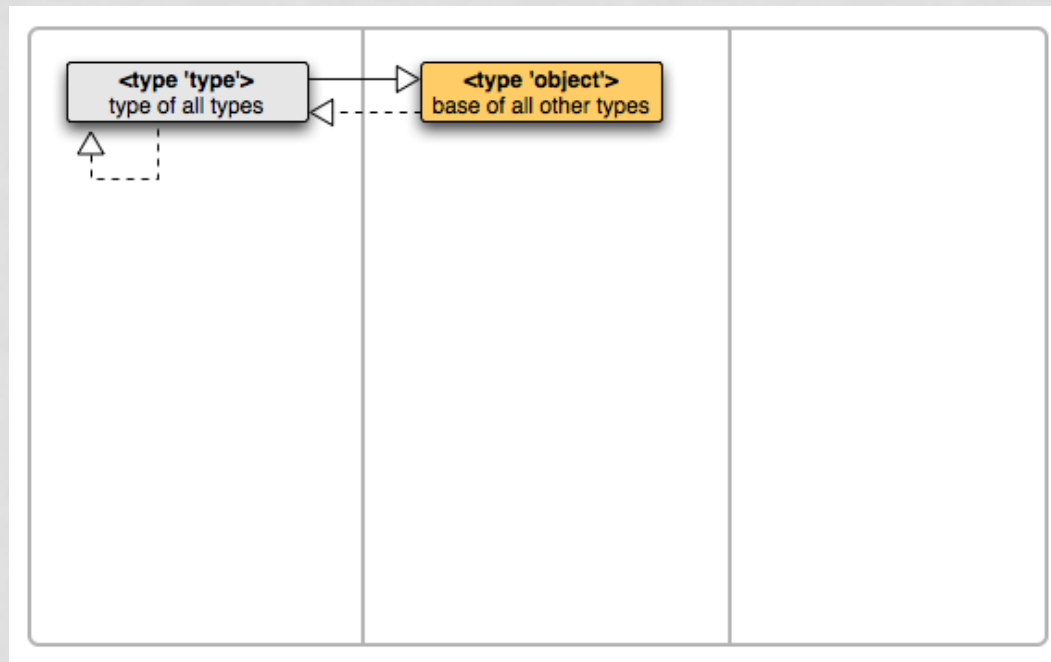 <type 'type'>
type of all types
<type 'object'>
base of all other types